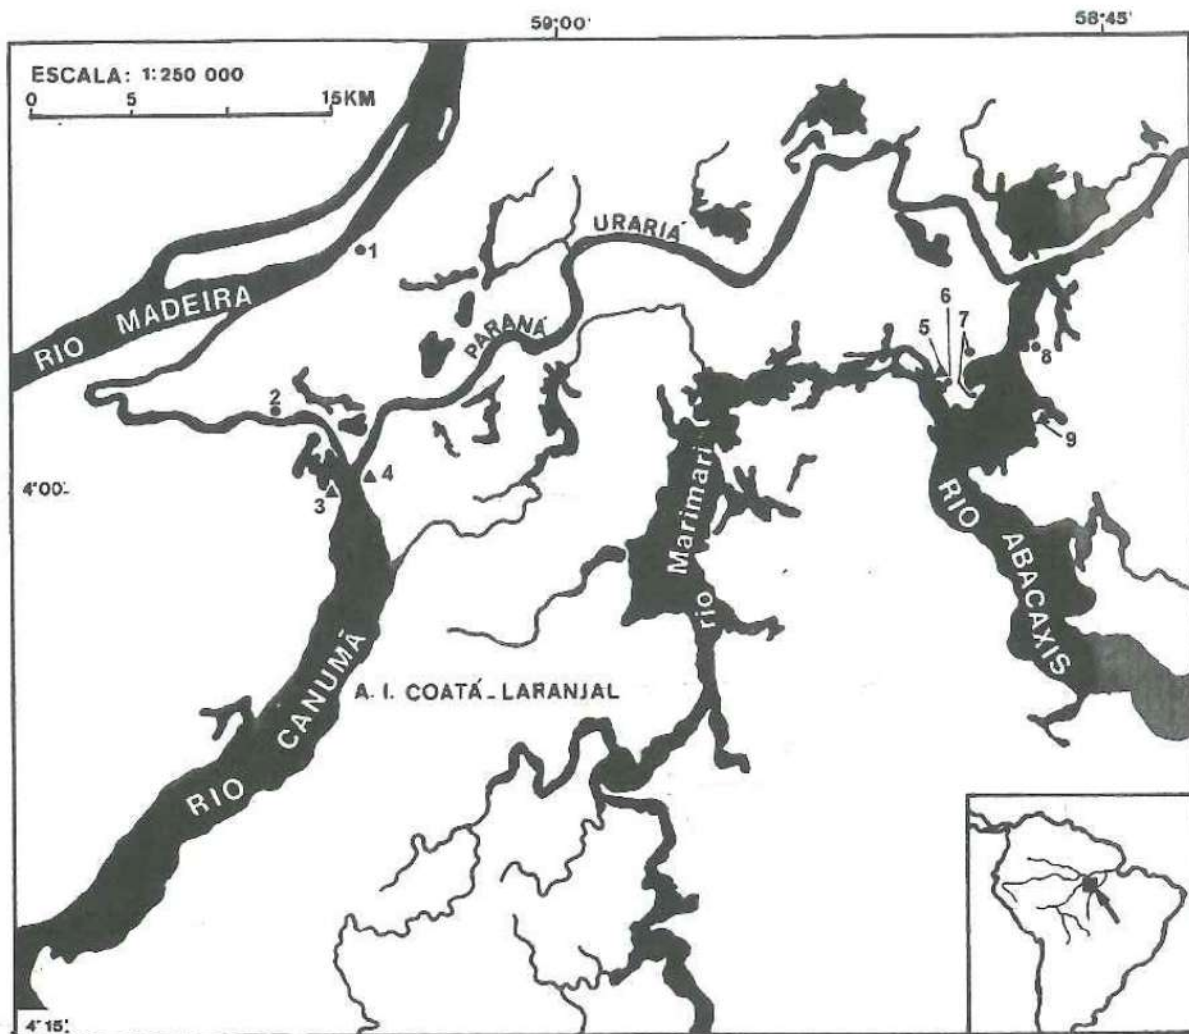 59°00'
58°45'
ESCALA: 1:250 000
0 5 15KM
URARIÁ
1
RIO MADEIRA
PARANÁ
6
5 7
8
2
9
4°00'
4
3
rio Marimari
RIO ABACAXIS
RIO CANUMÃ
A. I. COATÁ-LARANJAL
4°15'